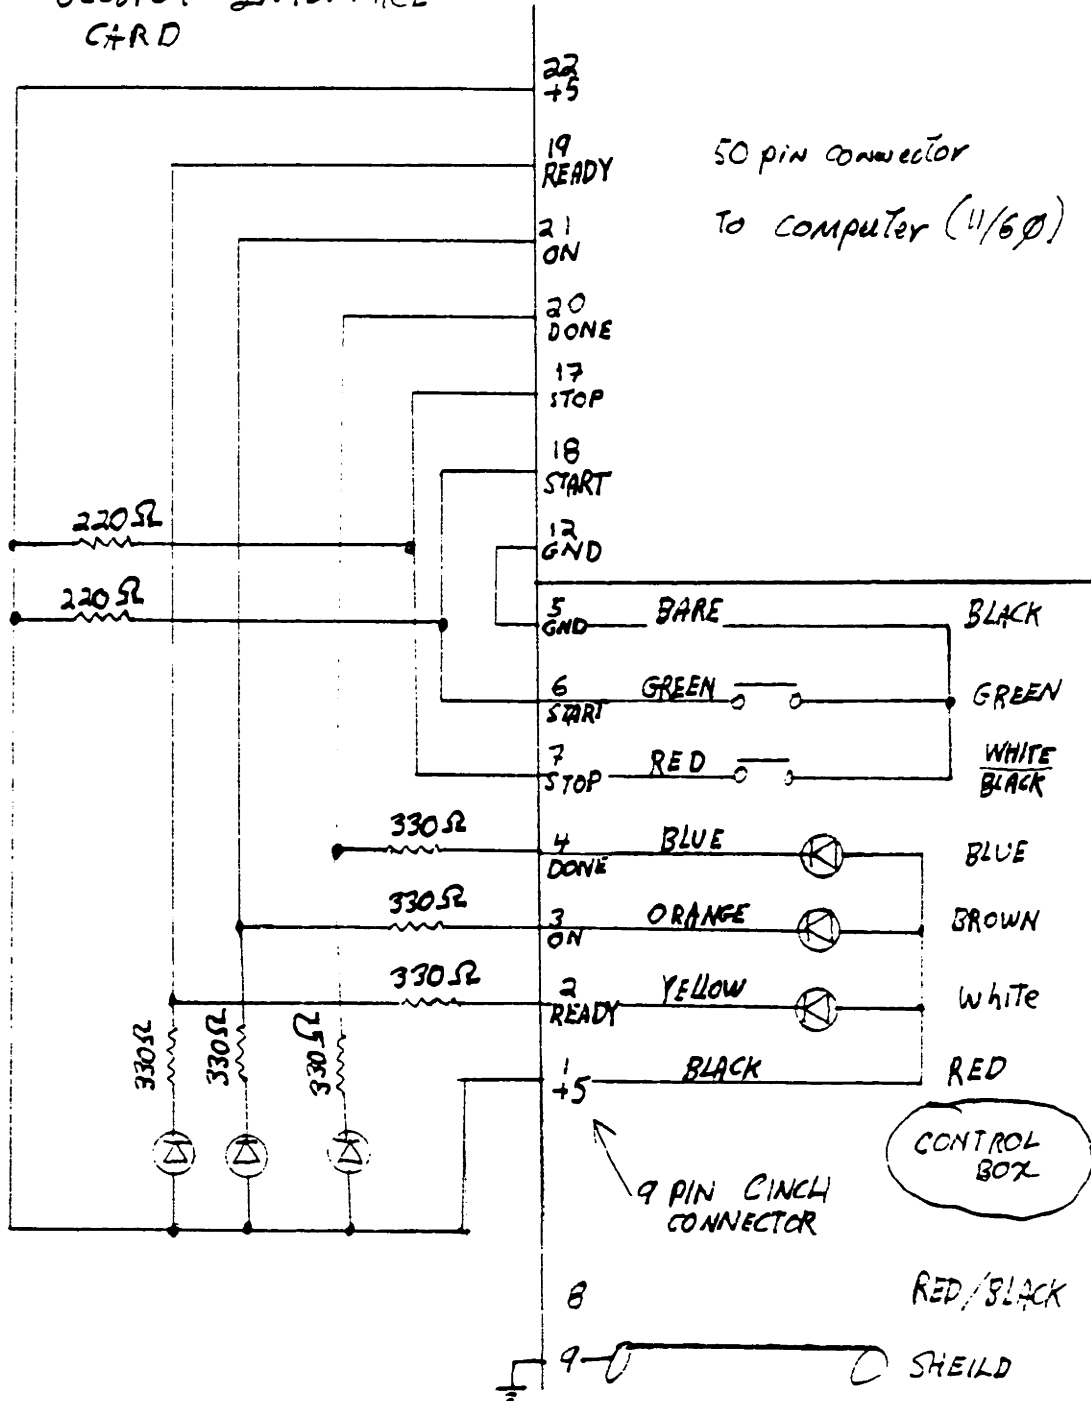 CARD
22
+5
19
READY
50 pin connector
To computer (11/60)
21
ON
20
DONE
17
STOP
18
START
220Ω
12
GND
220Ω
5
GND
BARE
BLACK
6
START
GREEN
GREEN
7
STOP
RED
WHITE
BLACK
330Ω
4
DONE
BLUE
BLUE
330Ω
3
ON
ORANGE
BROWN
330Ω
2
READY
YELLOW
White
330Ω
330Ω
330Ω
1
+5
BLACK
RED
CONTROL
BOX
9 PIN CINCH
CONNECTOR
8
RED/BLACK
9
SHEILD